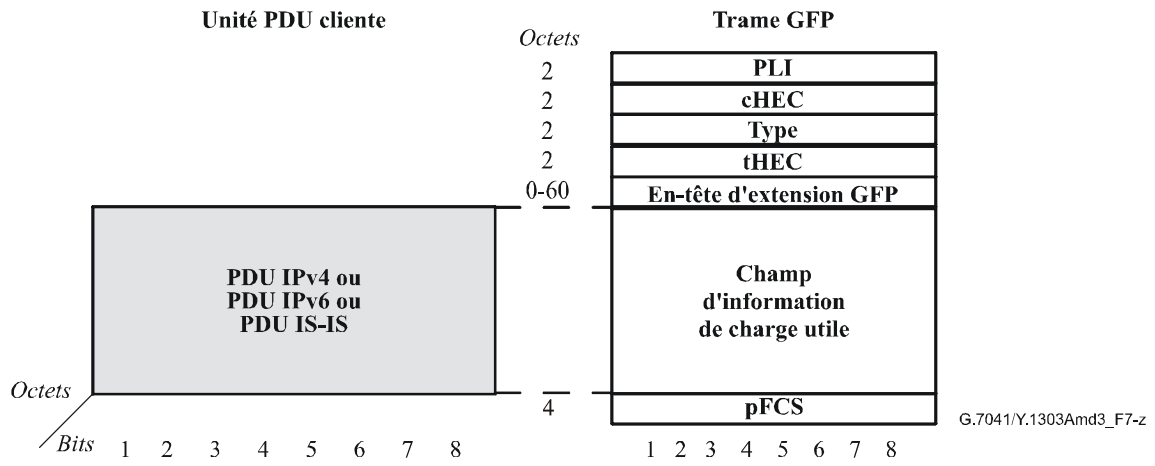 Unité PDU cliente
Trame GFP
Octets
2
PLI
2
cHEC
2
Type
2
tHEC
0-60
En-tête d'extension GFP
PDU IPv4 ou
PDU IPv6 ou
PDU IS-IS
Champ
d'information
de charge utile
Octets
4
pFCS
G.7041/Y.1303Amd3_F7-z
Bits
1 2 3 4 5 6 7 8
1 2 3 4 5 6 7 8